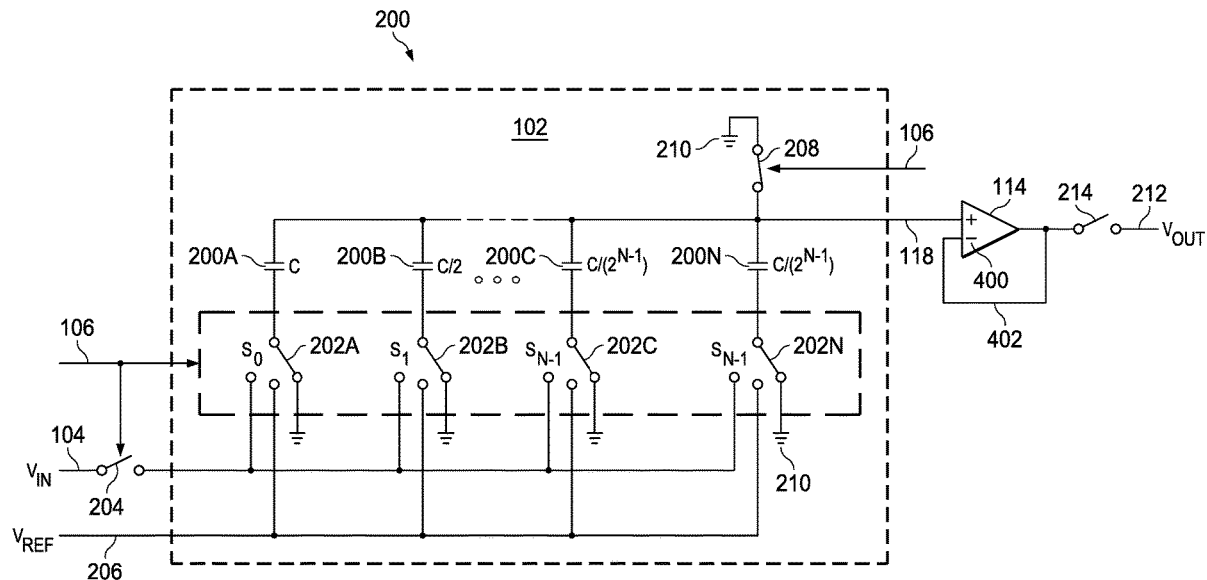 200
102
210
208
106
114
214
212
+
−
V_OUT
118
400
402
200A
C
200B
C/2
200C
C/(2^{N-1})
200N
C/(2^{N-1})
106
S_0
202A
S_1
202B
S_{N-1}
202C
S_{N-1}
202N
104
V_IN
204
210
V_REF
206